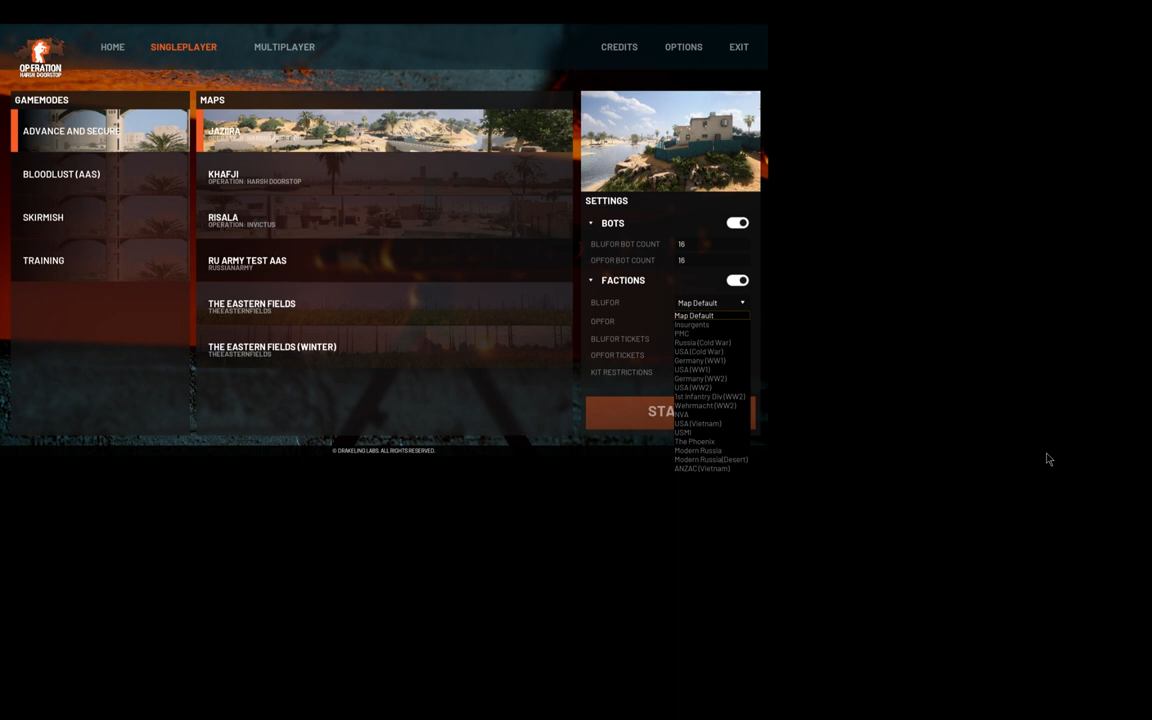 OPERATION
HARSH DOORSTOP
HOME
SINGLEPLAYER
MULTIPLAYER
CREDITS
OPTIONS
EXIT
GAMEMODES
ADVANCE AND SECURE
BLOODLUST (AAS)
SKIRMISH
TRAINING
MAPS
JAZIRA
KHAFJI
OPERATION: HARSH DOORSTOP
RISALA
OPERATION: INVICTUS
RU ARMY TEST AAS
RUSSIANARMY
THE EASTERN FIELDS
THEEASTERNFIELDS
THE EASTERN FIELDS (WINTER)
THEEASTERNFIELDS
SETTINGS
BOTS
BLUFOR BOT COUNT 16
OPFOR BOT COUNT 16
FACTIONS
BLUFOR Map Default
OPFOR
BLUFOR TICKETS
OPFOR TICKETS
KIT RESTRICTIONS
Map Default
Insurgents
PMC
Russia (Cold War)
USA (Cold War)
Germany (WW1)
USA (WW1)
Germany (WW2)
USA (WW2)
1st Infantry Div (WW2)
Wehrmacht (WW2)
NVA
USA (Vietnam)
USMI
The Phoenix
Modern Russia
Modern Russia(Desert)
ANZAC (Vietnam)
STA
© DRAKELING LABS. ALL RIGHTS RESERVED.